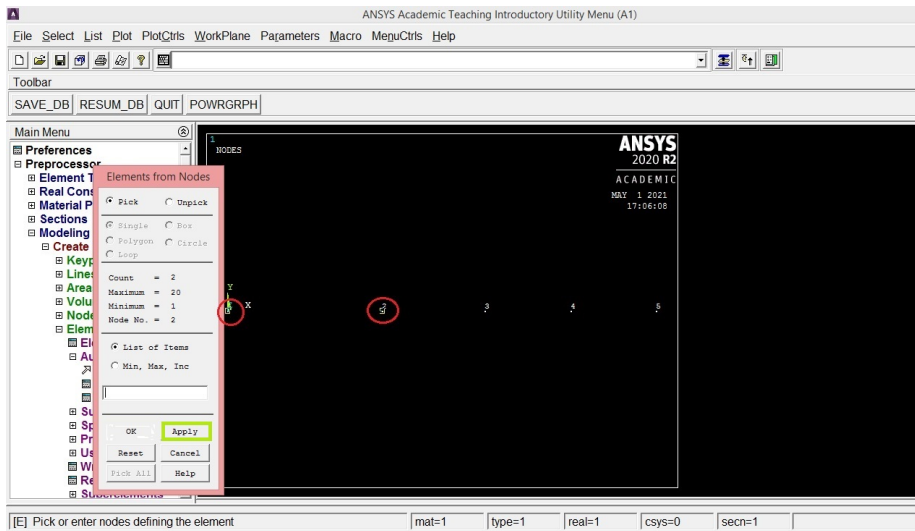 ANSYS Academic Teaching Introductory Utility Menu (A1)
File Select List Plot PlotCtrls WorkPlane Parameters Macro MenuCtrls Help
Toolbar
SAVE_DB RESUM_DB QUIT POWRGRPH
Main Menu
Preferences
Preprocessor
Element T
Real Cons
Material P
Sections
Modeling
Create
Keyp
Lines
Area
Volu
Node
Elem
El
Au
Su
Sp
Pr
Us
Wr
Re
Superelements
Elements from Nodes
Pick Unpick
Single Box
Polygon Circle
Loop
Count = 2
Maximum = 20
Minimum = 1
Node No. = 2
List of Items
Min, Max, Inc
OK Apply
Reset Cancel
Pick All Help
1
NODES
ANSYS
2020 R2
ACADEMIC
MAY 1 2021
17:06:08
Y
X 2 3 4 5
[E] Pick or enter nodes defining the element mat=1 type=1 real=1 csys=0 secn=1